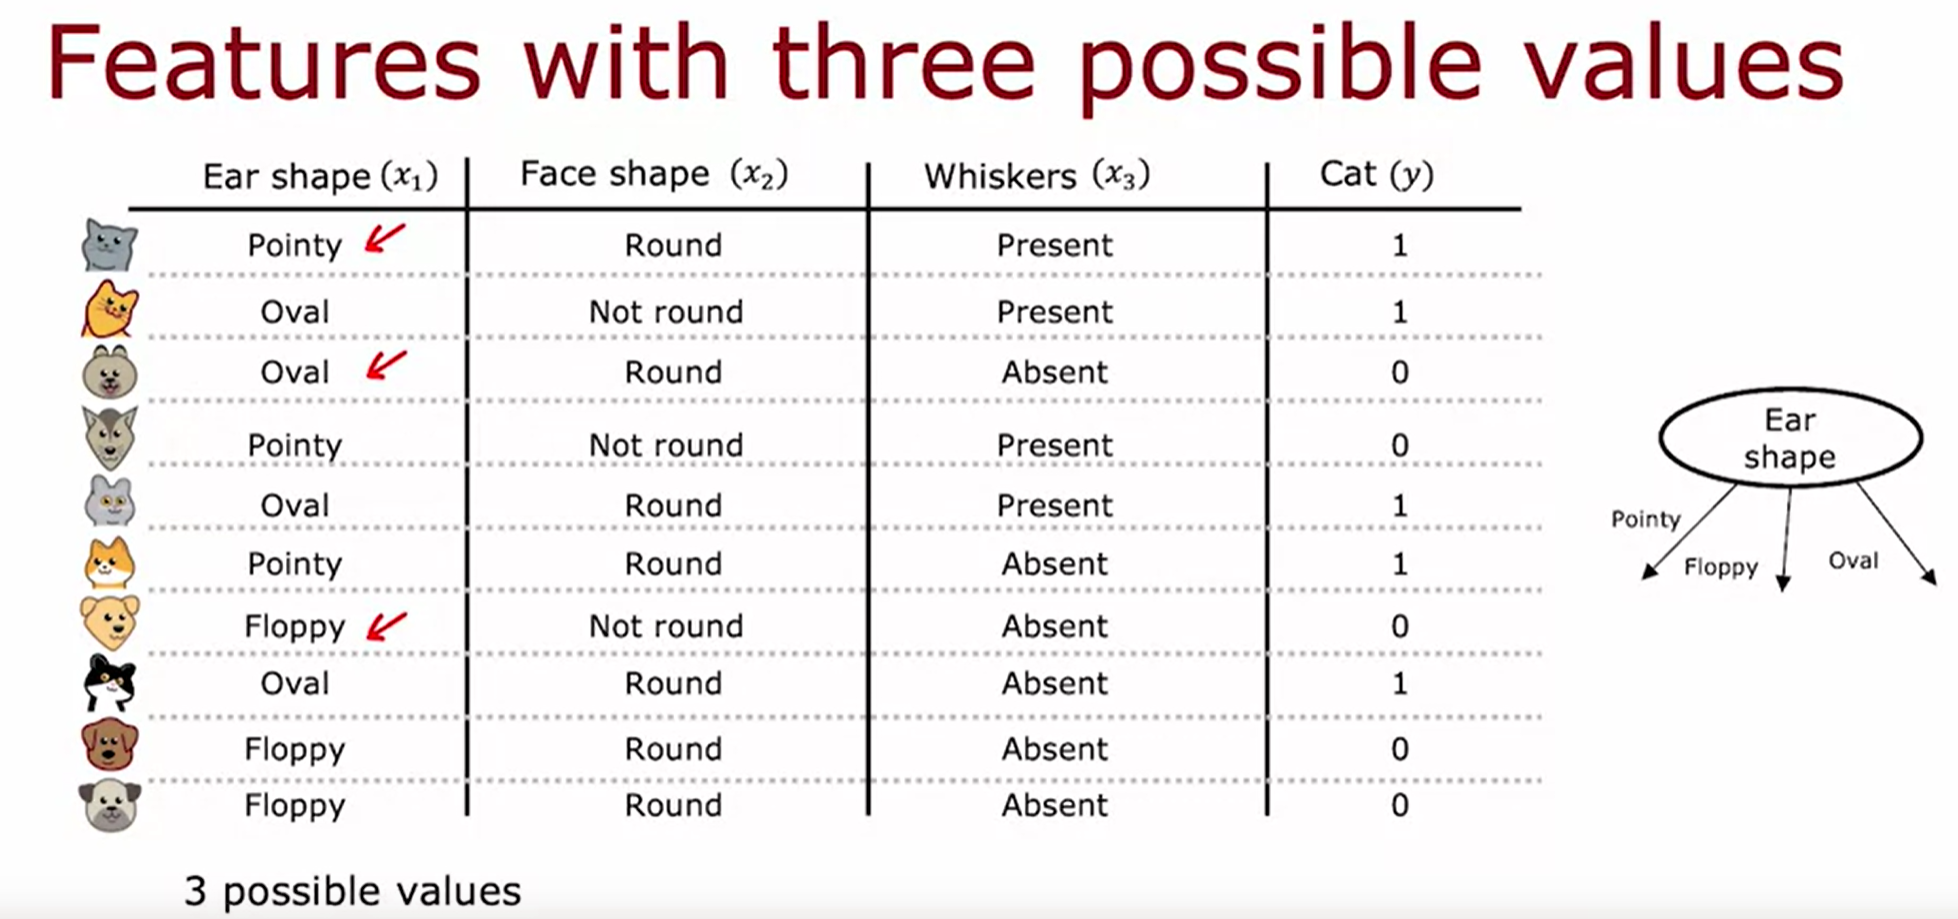 Features with three possible values
Ear shape (x₁) Face shape (x₂) Whiskers (x₃) Cat (y)
Pointy Round Present 1
Oval Not round Present 1
Oval Round Absent 0
Pointy Not round Present 0
Oval Round Present 1
Pointy Round Absent 1
Floppy Not round Absent 0
Oval Round Absent 1
Floppy Round Absent 0
Floppy Round Absent 0
3 possible values
Ear
shape
Pointy
Floppy
Oval